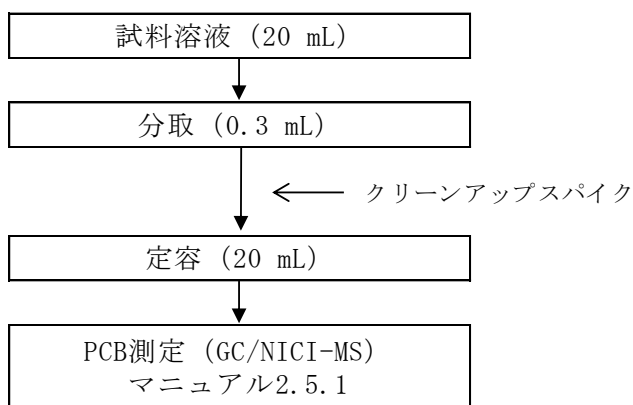 試料溶液 (20 mL)
分取 (0.3 mL)
クリーンアップスパイク
定容 (20 mL)
PCB測定 (GC/NICI-MS)
マニュアル2.5.1